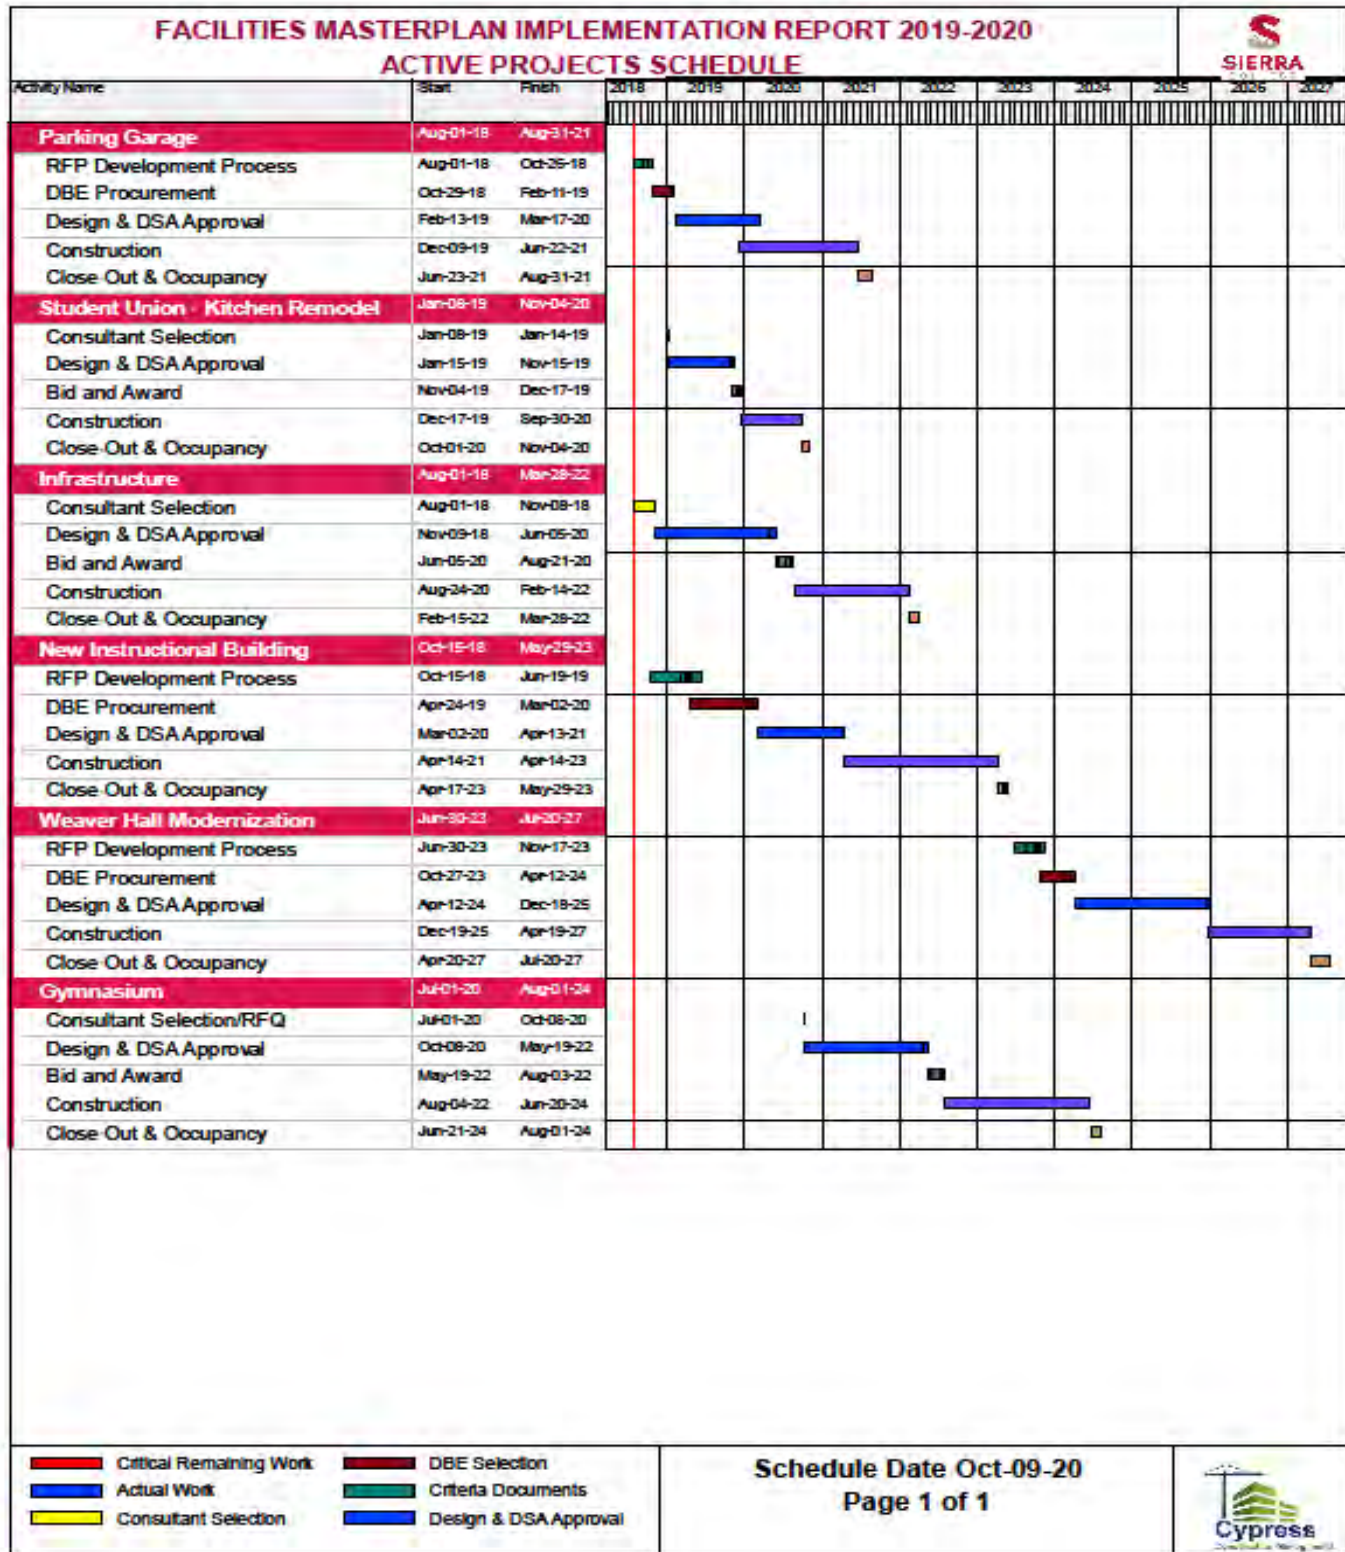 FACILITIES MASTERPLAN IMPLEMENTATION REPORT 2019-2020
ACTIVE PROJECTS SCHEDULE
SIERRA
Activity Name Start Finish 2018 2019 2020 2021 2022 2023 2024 2025 2026 2027
Parking Garage Aug-01-18 Aug-31-21
RFP Development Process Aug-01-18 Oct-26-18
DBE Procurement Oct-29-18 Feb-11-19
Design & DSA Approval Feb-13-19 Mar-17-20
Construction Dec-09-19 Jun-22-21
Close-Out & Occupancy Jun-23-21 Aug-31-21
Student Union - Kitchen Remodel Jan-08-19 Nov-04-20
Consultant Selection Jan-08-19 Jan-14-19
Design & DSA Approval Jan-15-19 Nov-15-19
Bid and Award Nov-04-19 Dec-17-19
Construction Dec-17-19 Sep-30-20
Close-Out & Occupancy Oct-01-20 Nov-04-20
Infrastructure Aug-01-18 Mar-28-22
Consultant Selection Aug-01-18 Nov-08-18
Design & DSA Approval Nov-09-18 Jun-05-20
Bid and Award Jun-05-20 Aug-21-20
Construction Aug-24-20 Feb-14-22
Close-Out & Occupancy Feb-15-22 Mar-28-22
New Instructional Building Oct-15-18 May-29-23
RFP Development Process Oct-15-18 Jun-19-19
DBE Procurement Apr-24-19 Mar-02-20
Design & DSA Approval Mar-02-20 Apr-13-21
Construction Apr-14-21 Apr-14-23
Close-Out & Occupancy Apr-17-23 May-29-23
Weaver Hall Modernization Jun-30-23 Jul-20-27
RFP Development Process Jun-30-23 Nov-17-23
DBE Procurement Oct-27-23 Apr-12-24
Design & DSA Approval Apr-12-24 Dec-18-25
Construction Dec-19-25 Apr-19-27
Close-Out & Occupancy Apr-20-27 Jul-20-27
Gymnasium Jul-01-20 Aug-01-24
Consultant Selection/RFQ Jul-01-20 Oct-08-20
Design & DSA Approval Oct-08-20 May-19-22
Bid and Award May-19-22 Aug-03-22
Construction Aug-04-22 Jun-20-24
Close-Out & Occupancy Jun-21-24 Aug-01-24
Critical Remaining Work DBE Selection
Actual Work Criteria Documents
Consultant Selection Design & DSA Approval
Schedule Date Oct-09-20
Page 1 of 1
Cypress